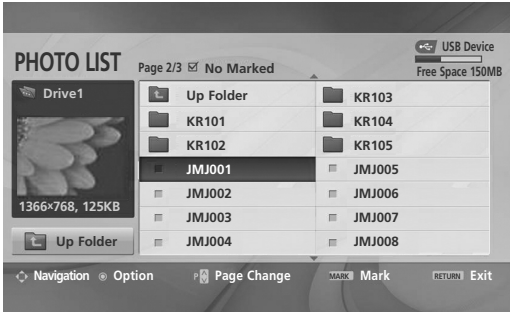 USB Device
PHOTO LIST
Page 2/3 No Marked
Free Space 150MB
Drive1
Up Folder KR103
KR101 KR104
KR102 KR105
JMJ001 JMJ005
JMJ002 JMJ006
1366×768, 125KB
JMJ003 JMJ007
Up Folder
JMJ004 JMJ008
Navigation Option P Page Change MARK Mark RETURN Exit